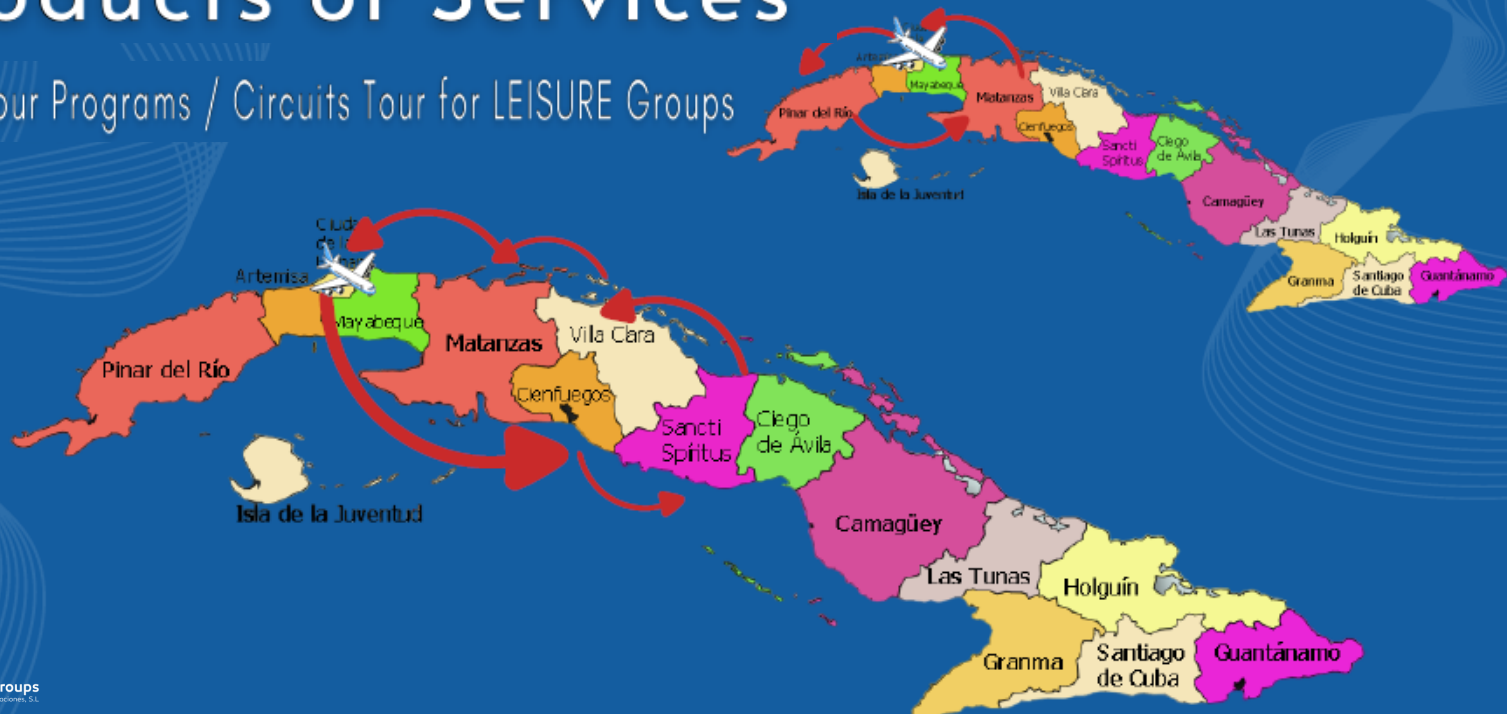 oducts or Services
our Programs / Circuits Tour for LEISURE Groups
Mayabeque
Matanzas
Villa Clara
Pinar del Río
Cienfuegos
Sancti
Spíritus
Ciego
de Ávila
Isla de la Juventud
Camagüey
Las Tunas
Holguín
Granma
Santiago
de Cuba
Guantánamo
Artemisa
Mayabeque
Matanzas
Villa Clara
Pinar del Río
Cienfuegos
Sancti
Spíritus
Ciego
de Ávila
Isla de la Juventud
Camagüey
Las Tunas
Holguín
Granma
Santiago
de Cuba
Guantánamo
roups